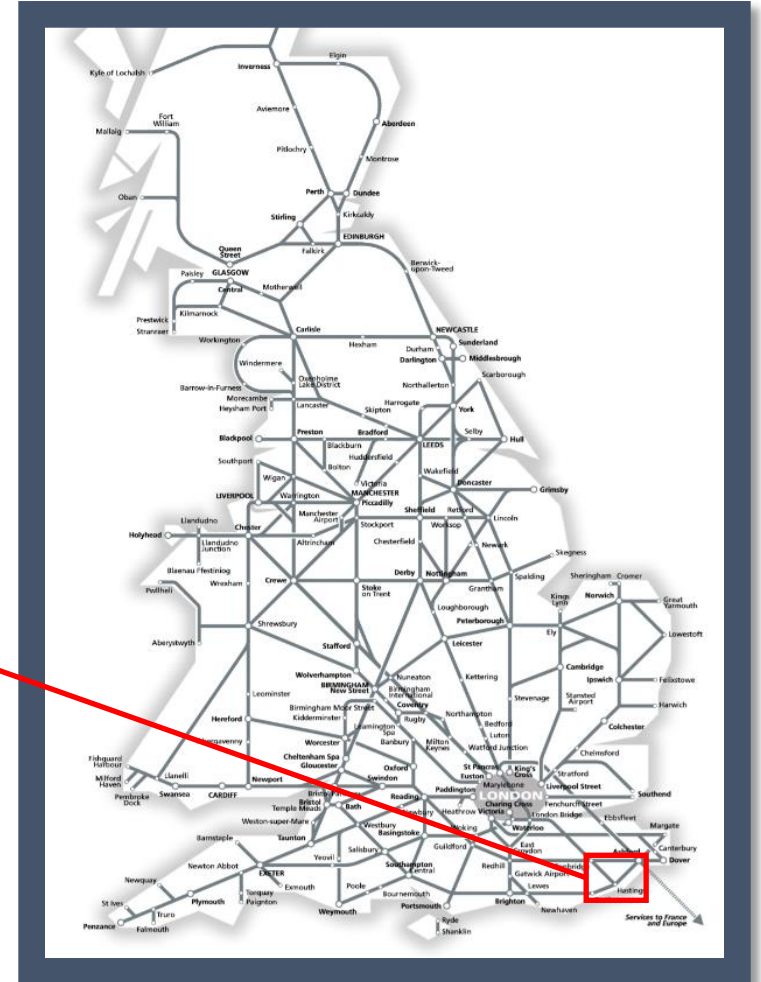 Elgin
Inverness
Kyle of Lochalsh
Aviemore
Fort
William
Mallaig
Aberdeen
Pitlochry
Montrose
Perth
Dundee
Oban
Stirling
Kirkcaldy
EDINBURGH
Queen
Street
Falkirk
Berwick-
upon-Tweed
Paisley
GLASGOW
Central
Motherwell
Prestwick
Kilmarnock
Stranraer
Carlisle
NEWCASTLE
Workington
Hexham
Sunderland
Durham
Darlington
Middlesbrough
Windermere
Scarborough
Oxenholme
Lake District
Barrow-in-Furness
Northallerton
Morecambe
Heysham Port
Lancaster
Harrogate
York
Skipton
Blackpool
Preston
Bradford
LEEDS
Selby
Hull
Blackburn
Huddersfield
Southport
Bolton
Wakefield
Wigan
Victoria
Doncaster
MANCHESTER
Piccadilly
Grimsby
LIVERPOOL
Warrington
Sheffield
Retford
Manchester
Airport
Stockport
Worksop
Lincoln
Llandudno
Chester
Holyhead
Llandudno
Junction
Altrincham
Chesterfield
Newark
Skegness
Blaenau Ffestiniog
Derby
Nottingham
Pwllheli
Wrexham
Crewe
Stoke
on Trent
Grantham
Spalding
Sheringham
Cromer
Kings
Lynn
Norwich
Great
Yarmouth
Loughborough
Peterborough
Shrewsbury
Ely
Lowestoft
Aberystwyth
Stafford
Leicester
Wolverhampton
Cambridge
BIRMINGHAM
New Street
Nuneaton
Kettering
Ipswich
Felixstowe
Birmingham
International
Leominster
Stevenage
Stansted
Airport
Birmingham Moor Street
Coventry
Harwich
Kidderminster
Rugby
Northampton
Hereford
Leamington
Spa
Bedford
Colchester
Worcester
Banbury
Milton
Keynes
Luton
Abergavenny
Watford Junction
Chelmsford
Cheltenham Spa
Gloucester
Oxford
St Pancras
King's
Cross
Fishguard
Harbour
Euston
Stratford
Llanelli
Swindon
Marylebone
Liverpool Street
Milford
Haven
Newport
Paddington
Pembroke
Dock
Swansea
CARDIFF
Reading
LONDON
Southend
Bristol Parkway
Bristol
Temple Meads
Bath
Newbury
Heathrow
Charing Cross
Victoria
Fenchurch Street
London Bridge
Ebbsfleet
Weston-super-Mare
Westbury
Woking
Waterloo
Margate
Barnstaple
Taunton
Basingstoke
East
Croydon
Canterbury
Salisbury
Guildford
Ashford
Yeovil
Redhill
Tonbridge
Dover
Newton Abbot
Southampton
Central
Gatwick Airport
EXETER
Newquay
Exmouth
Poole
Lewes
Hastings
Torquay
Bournemouth
St Ives
Plymouth
Paignton
Weymouth
Portsmouth
Brighton
Newhaven
Truro
Penzance
Falmouth
Ryde
Shanklin
Services to France
and Europe